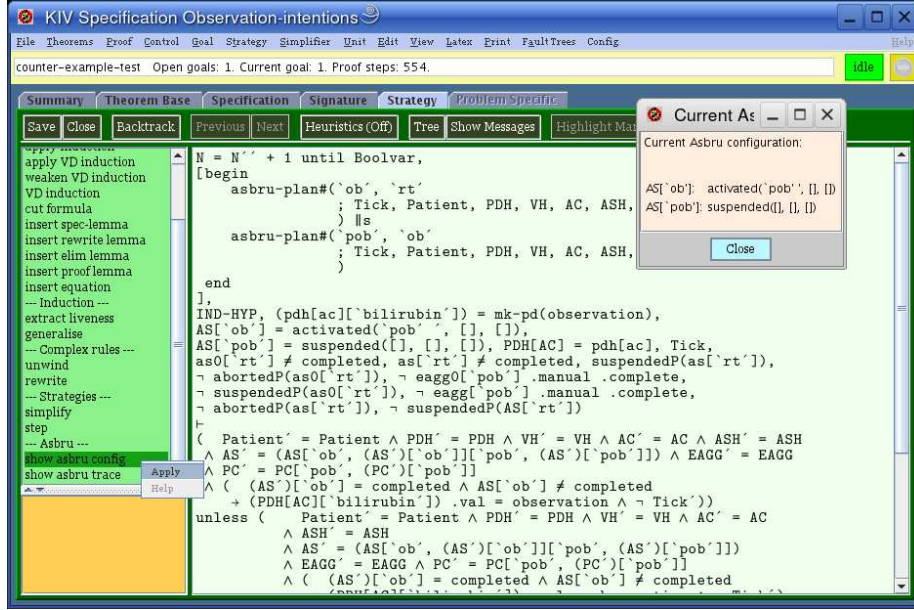 KIV Specification Observation-intentions
File Theorems Proof Control Goal Strategy Simplifier Unit Edit View Latex Print FaultTrees Config Help
counter-example-test Open goals: 1. Current goal: 1. Proof steps: 554.
idle
Summary Theorem Base Specification Signature Strategy Problem Specific
Save Close Backtrack Previous Next Heuristics (Off) Tree Show Messages Highlight
apply VD induction
weaken VD induction
VD induction
cut formula
insert spec-lemma
insert rewrite lemma
insert elim lemma
insert proof lemma
insert equation
--- Induction ---
extract liveness
generalise
--- Complex rules ---
unwind
rewrite
--- Strategies ---
simplify
step
--- Asbru ---
show asbru config
show asbru trace
Apply
Help
N = N´´ + 1 until Boolvar,
[begin
asbru-plan#(`ob´, `rt´
; Tick, Patient, PDH, VH, AC, ASH,
) ∥s
asbru-plan#(`pob´, `ob´
; Tick, Patient, PDH, VH, AC, ASH,
)
end
],
IND-HYP, (pdh[ac][`bilirubin´]) = mk-pd(observation),
AS[`ob´] = activated(`pob´ ´, [], []),
AS[`pob´] = suspended([], [], []), PDH[AC] = pdh[ac], Tick,
as0[`rt´] ≠ completed, as[`rt´] ≠ completed, suspendedP(as[`rt´]),
¬ abortedP(as0[`rt´]), ¬ eagg0[`pob´] .manual .complete,
¬ suspendedP(as0[`rt´]), ¬ eagg[`pob´] .manual .complete,
¬ abortedP(as[`rt´]), ¬ suspendedP(AS[`rt´])
⊢
( Patient´ = Patient ∧ PDH´ = PDH ∧ VH´ = VH ∧ AC´ = AC ∧ ASH´ = ASH
∧ AS´ = (AS[`ob´, (AS´)[`ob´]][`pob´, (AS´)[`pob´]]) ∧ EAGG´ = EAGG
∧ PC´ = PC[`pob´, (PC´)[`pob´]]
∧ ( (AS´)[`ob´] = completed ∧ AS[`ob´] ≠ completed
→ (PDH[AC][`bilirubin´]) .val = observation ∧ ¬ Tick´))
unless ( Patient´ = Patient ∧ PDH´ = PDH ∧ VH´ = VH ∧ AC´ = AC
∧ ASH´ = ASH
∧ AS´ = (AS[`ob´, (AS´)[`ob´]][`pob´, (AS´)[`pob´]])
∧ EAGG´ = EAGG ∧ PC´ = PC[`pob´, (PC´)[`pob´]]
∧ ( (AS´)[`ob´] = completed ∧ AS[`ob´] ≠ completed
Current As
Current Asbru configuration:
AS[`ob']: activated(`pob' ', [], [])
AS[`pob']: suspended([], [], [])
Close